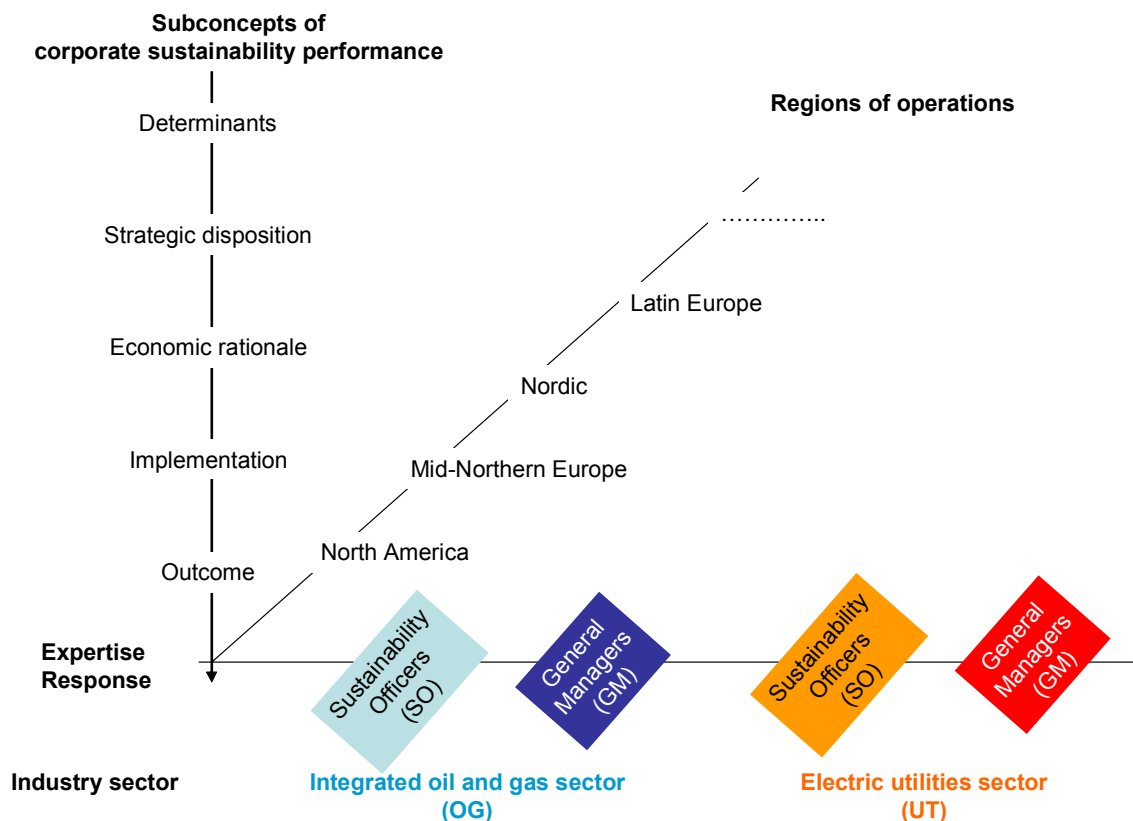 Subconcepts of
corporate sustainability performance
Regions of operations
Determinants
…………..
Strategic disposition
Latin Europe
Economic rationale
Nordic
Implementation
Mid-Northern Europe
North America
Outcome
Expertise
Response
Sustainability
Officers
(SO)
General
Managers
(GM)
Sustainability
Officers
(SO)
General
Managers
(GM)
Industry sector
Integrated oil and gas sector
(OG)
Electric utilities sector
(UT)